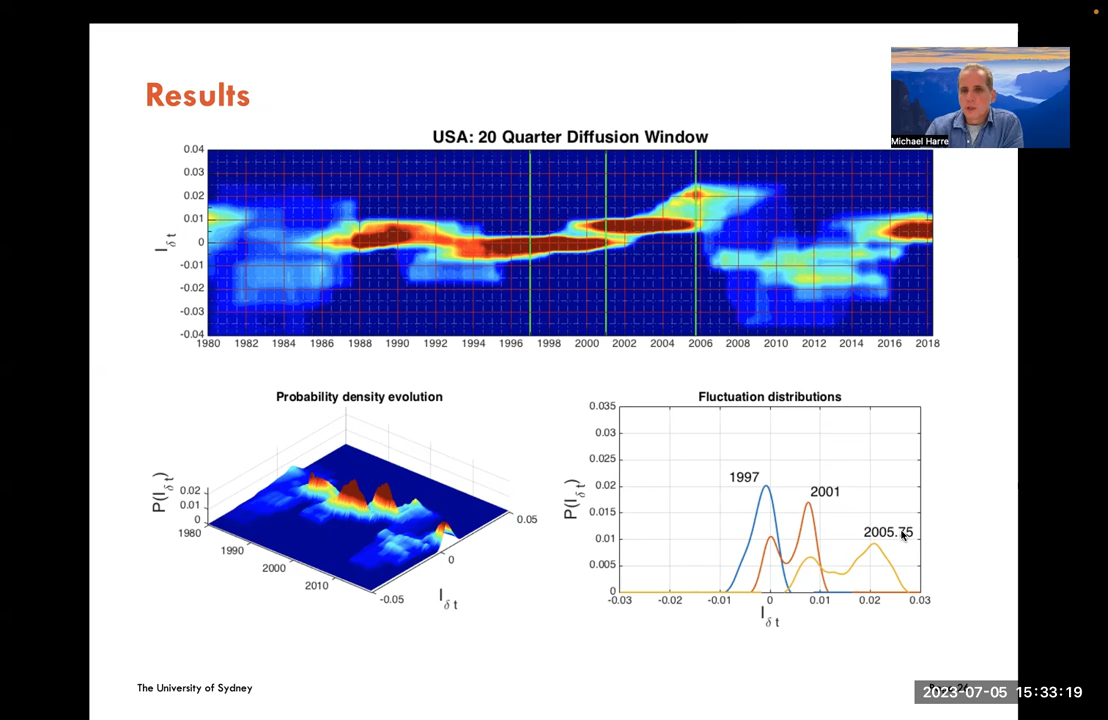 Results
Michael Harre
USA: 20 Quarter Diffusion Window
0.04
0.03
0.02
0.01
0
-0.01
-0.02
-0.03
-0.04
I δ t
1980 1982 1984 1986 1988 1990 1992 1994 1996 1998 2000 2002 2004 2006 2008 2010 2012 2014 2016 2018
Probability density evolution
P(I δ t)
0.02
0.01
0
1980
1990
2000
2010
0.05
0
-0.05
I δ t
Fluctuation distributions
0.035
0.03
0.025
0.02
0.015
0.01
0.005
0
P(I δ t)
1997
2001
2005.75
-0.03 -0.02 -0.01 0 0.01 0.02 0.03
I δ t
The University of Sydney
2023-07-05 15:33:19